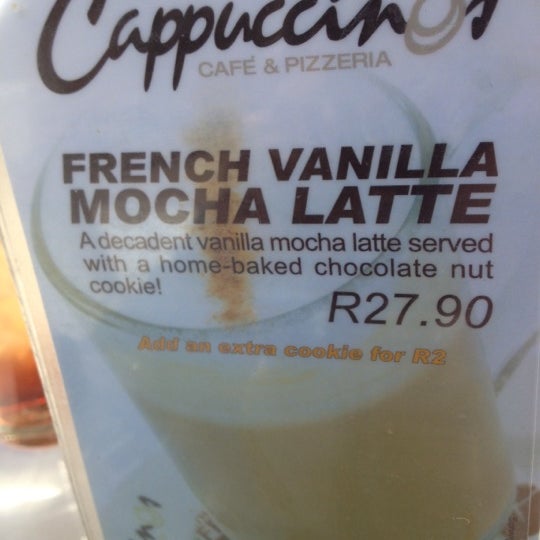 Cappuccinos
CAFÉ & PIZZERIA
FRENCH VANILLA
MOCHA LATTE
A decadent vanilla mocha latte served
with a home-baked chocolate nut
cookie!
R27.90
Add an extra cookie for R2